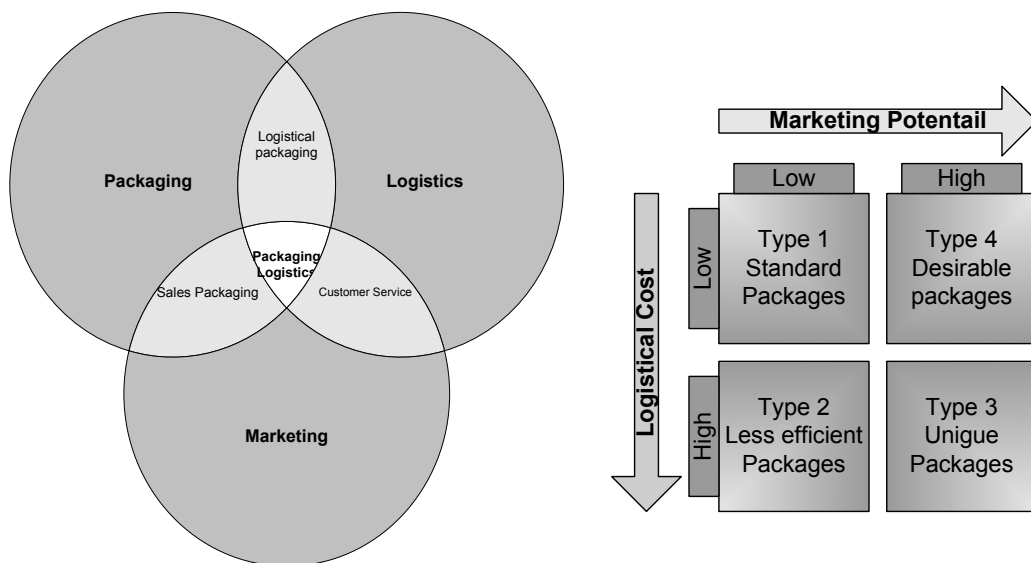 Logistical
packaging
Packaging
Logistics
Packaging
Logistics
Sales Packaging
Customer Service
Marketing
Marketing Potentail
Low
High
Logistical Cost
Low
Type 1
Standard
Packages
Type 4
Desirable
packages
High
Type 2
Less efficient
Packages
Type 3
Unigue
Packages